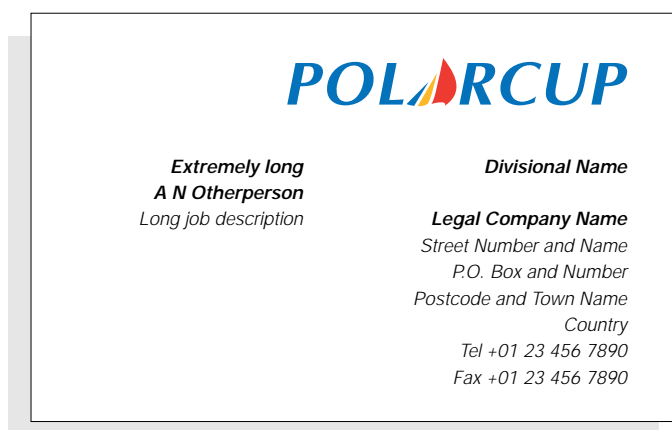 POLARCUP
Extremely long
A N Otherperson
Long job description
Divisional Name
Legal Company Name
Street Number and Name
P.O. Box and Number
Postcode and Town Name
Country
Tel +01 23 456 7890
Fax +01 23 456 7890